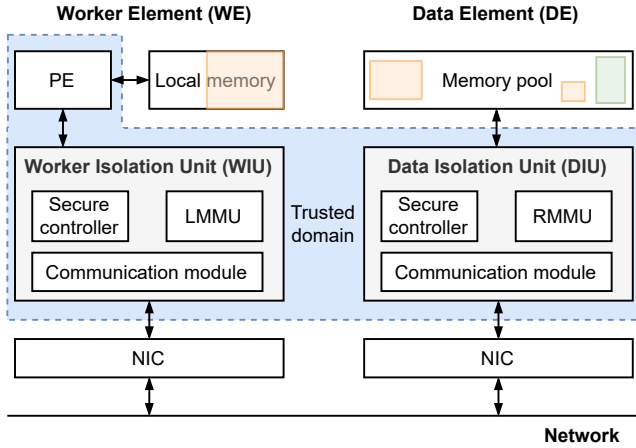 Worker Element (WE)
Data Element (DE)
PE
Local memory
Memory pool
Worker Isolation Unit (WIU)
Secure
controller
LMMU
Communication module
Trusted
domain
Data Isolation Unit (DIU)
Secure
controller
RMMU
Communication module
NIC
NIC
Network